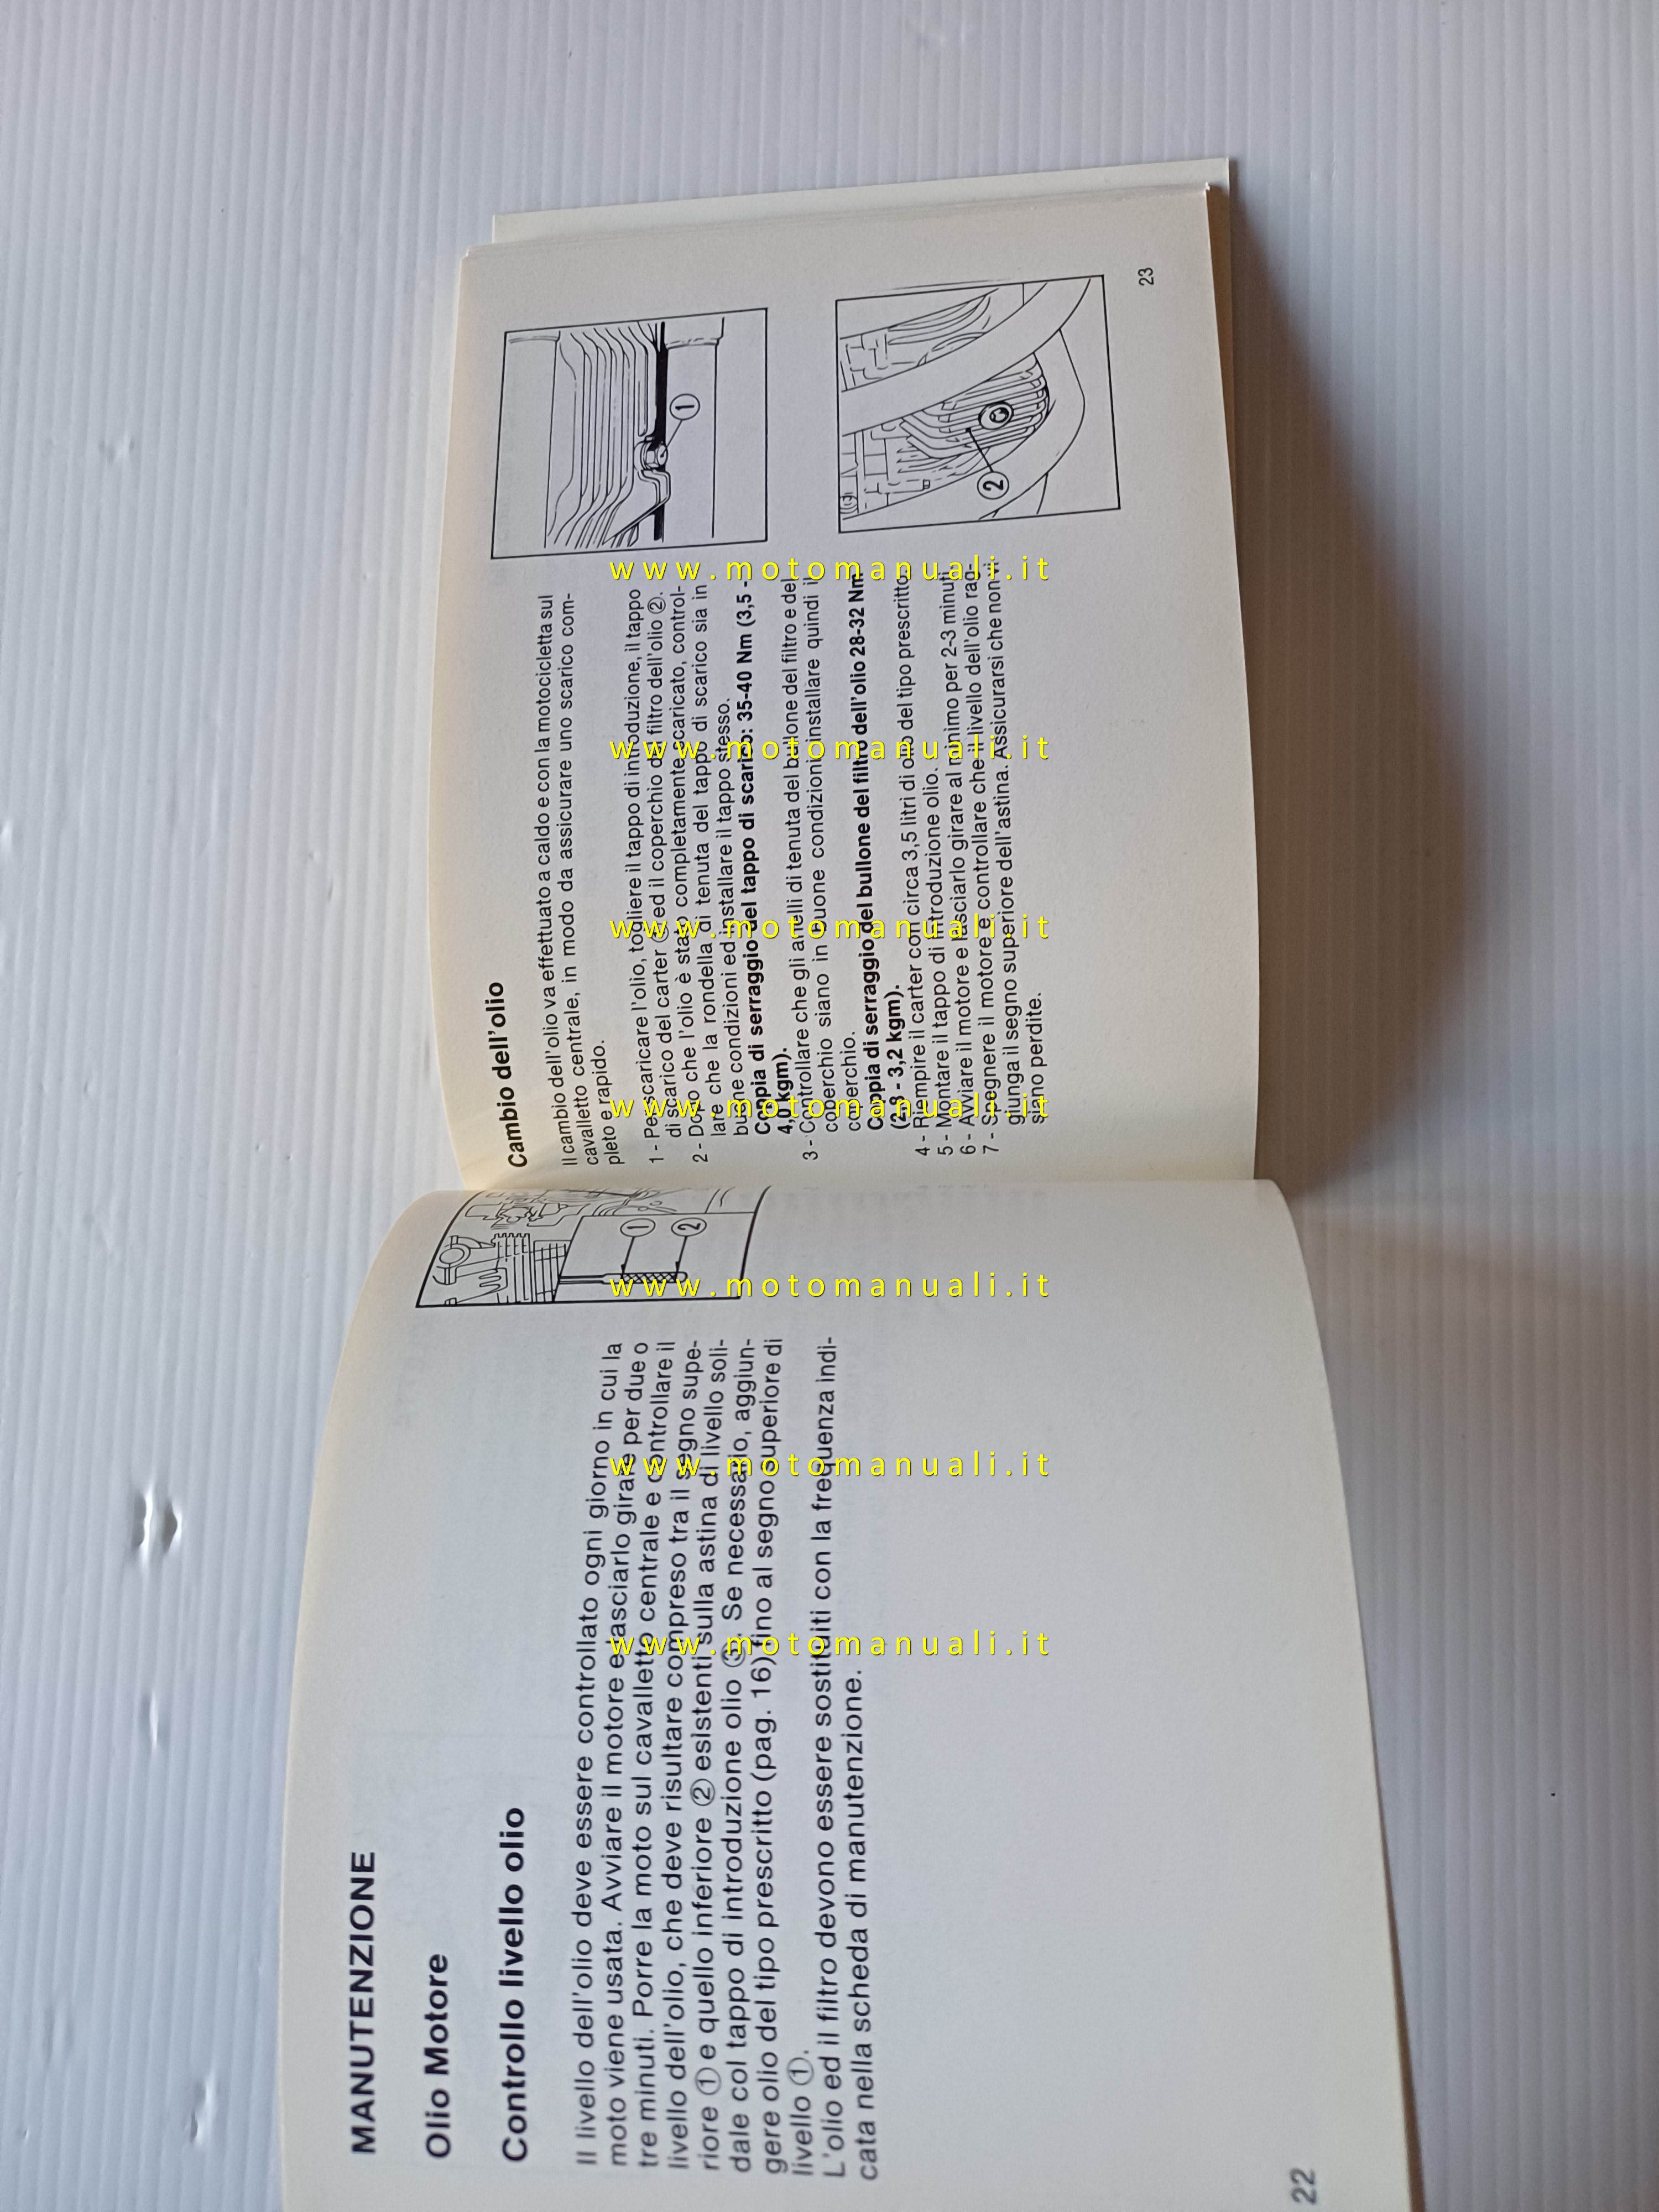 MANUTENZIONE
Olio Motore
Controllo livello olio
Il livello dell'olio deve essere controllato ogni giorno in cui la
moto viene usata. Avviare il motore e lasciarlo girare per due o
tre minuti. Porre la moto sul cavalletto centrale e controllare il
livello dell'olio, che deve risultare compreso tra il segno supe-
riore ① e quello inferiore ② esistenti sulla astina di livello soli-
dale col tappo di introduzione olio ③. Se necessario, aggiun-
gere olio del tipo prescritto (pag. 16) fino al segno superiore di
livello ①.
L'olio ed il filtro devono essere sostituiti con la frequenza indi-
cata nella scheda di manutenzione.
1
2
22
Cambio dell'olio
Il cambio dell'olio va effettuato a caldo e con la motocicletta sul
cavalletto centrale, in modo da assicurare uno scarico com-
pleto e rapido.
1 - Per scaricare l'olio, togliere il tappo di introduzione, il tappo
di scarico del carter ① ed il coperchio del filtro dell'olio ②.
2 - Dopo che l'olio è stato completamente scaricato, control-
lare che la rondella di tenuta del tappo di scarico sia in
buone condizioni ed installare il tappo stesso.
Coppia di serraggio del tappo di scarico: 35-40 Nm (3,5 -
4,0 kgm).
3 - Controllare che gli anelli di tenuta del bullone del filtro e del
coperchio siano in buone condizioni installare quindi il
coperchio.
Coppia di serraggio del bullone del filtro dell'olio 28-32 Nm
(2,8 - 3,2 kgm).
4 - Riempire il carter con circa 3,5 litri di olio del tipo prescritto.
5 - Montare il tappo di introduzione olio.
6 - Avviare il motore e lasciarlo girare al minimo per 2-3 minuti
7 - Spegnere il motore e controllare che il livello dell'olio rag-
giunga il segno superiore dell'astina. Assicurarsi che non vi
siano perdite.
1
2
23
www.motomanuali.it
www.motomanuali.it
www.motomanuali.it
www.motomanuali.it
www.motomanuali.it
www.motomanuali.it
www.motomanuali.it